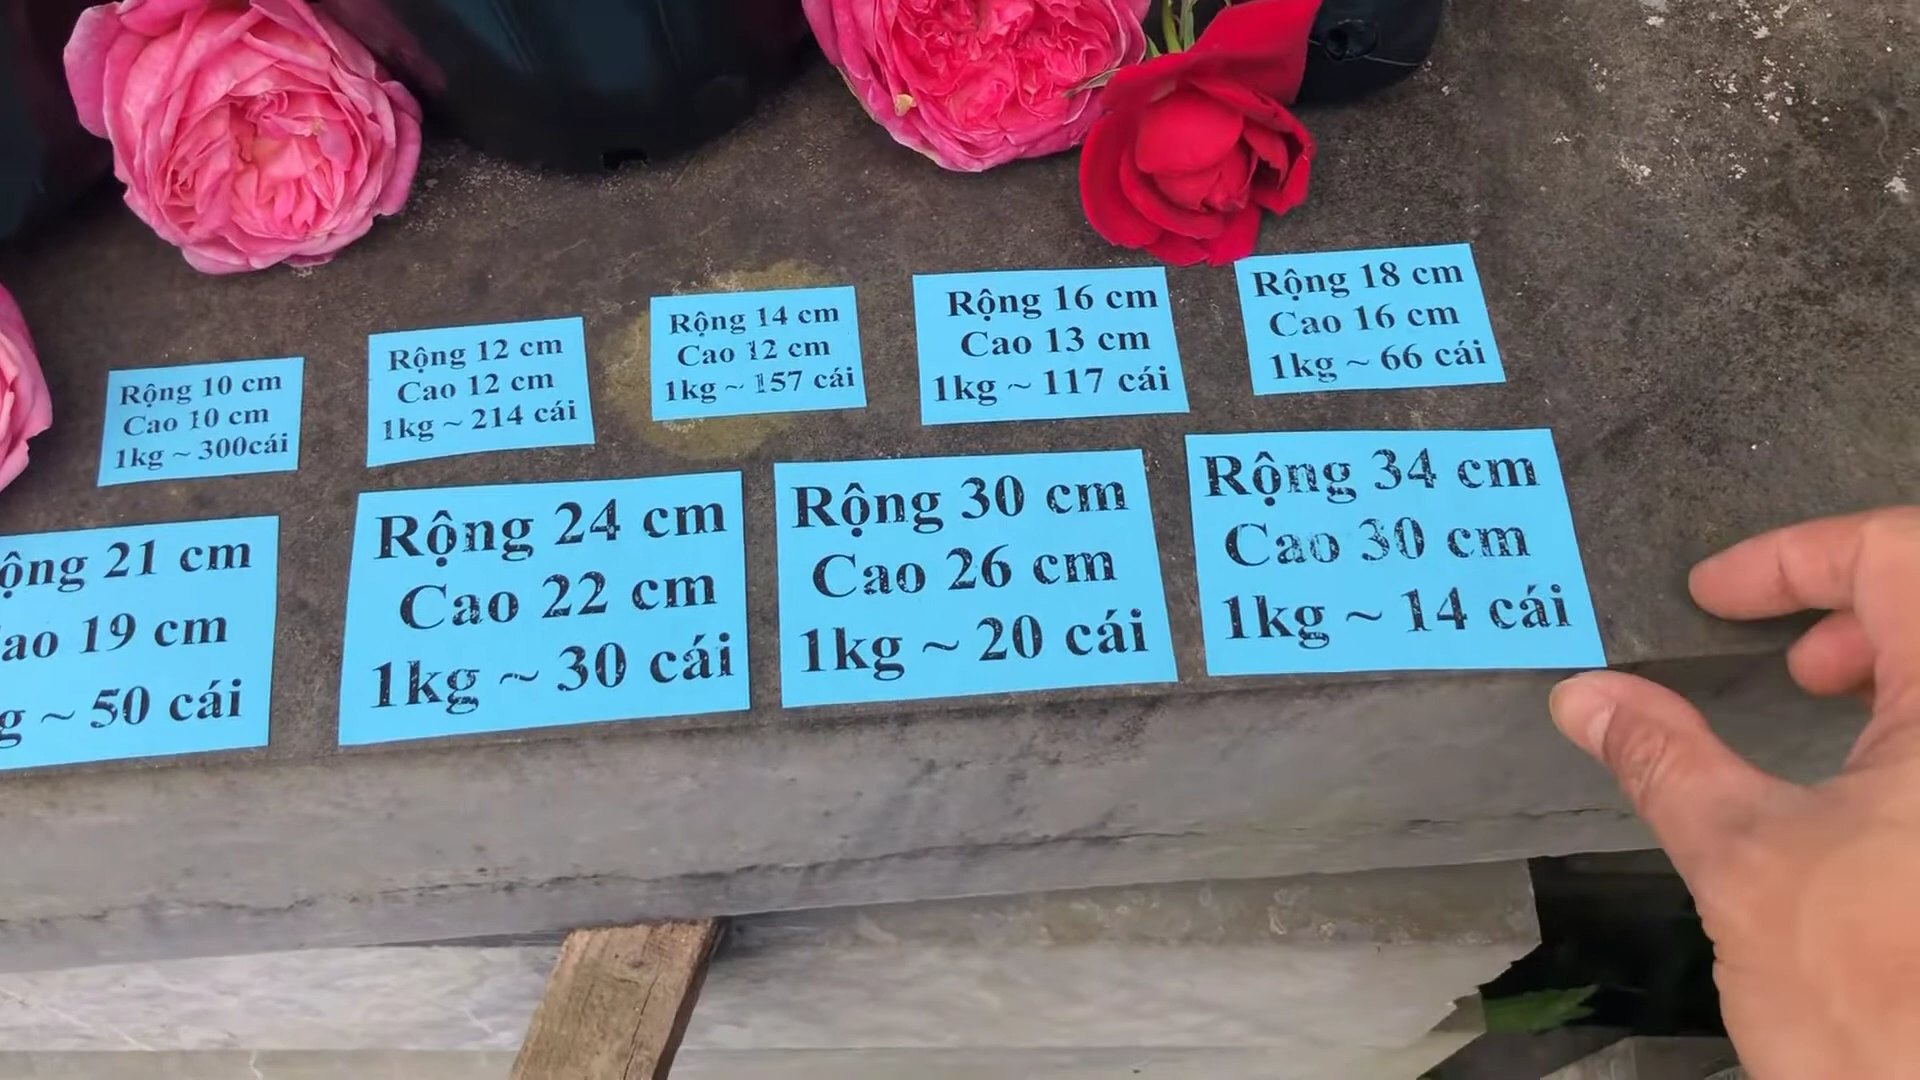 Rộng 10 cm
Cao 10 cm
1kg ~ 300cái
Rộng 12 cm
Cao 12 cm
1kg ~ 214 cái
Rộng 14 cm
Cao 12 cm
1kg ~ 157 cái
Rộng 16 cm
Cao 13 cm
1kg ~ 117 cái
Rộng 18 cm
Cao 16 cm
1kg ~ 66 cái
ộng 21 cm
ao 19 cm
g ~ 50 cái
Rộng 24 cm
Cao 22 cm
1kg ~ 30 cái
Rộng 30 cm
Cao 26 cm
1kg ~ 20 cái
Rộng 34 cm
Cao 30 cm
1kg ~ 14 cái